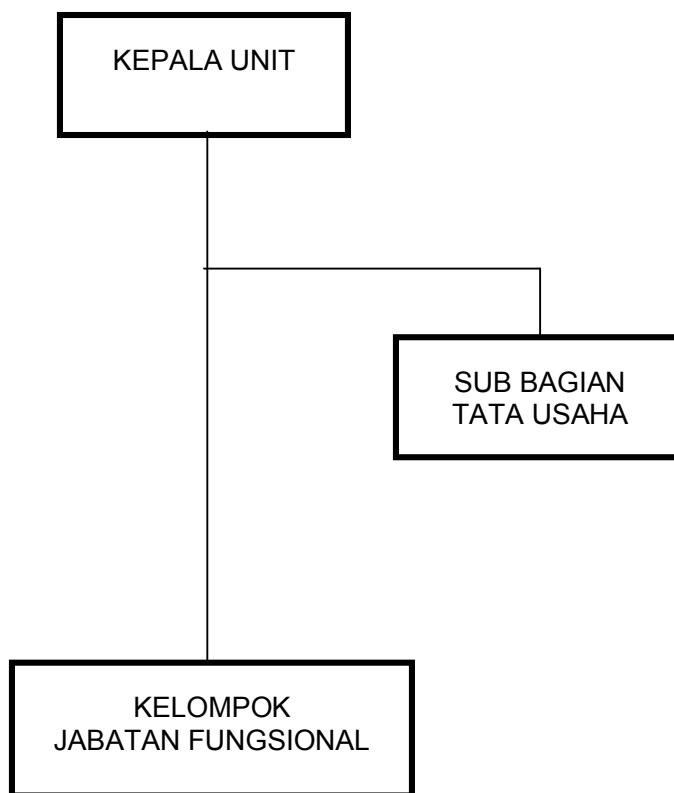 KEPALA UNIT
SUB BAGIAN
TATA USAHA
KELOMPOK
JABATAN FUNGSIONAL